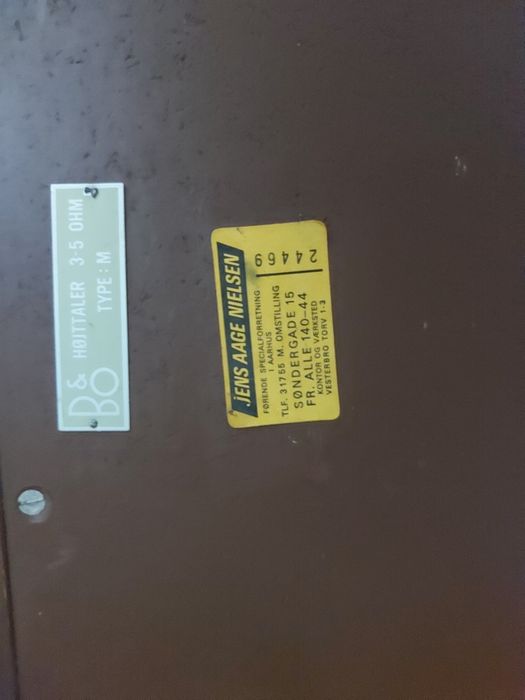 B&O
HØJTTALER 3-5 OHM
TYPE: M
JENS AAGE NIELSEN
FØRENDE SPECIALFORRETNING
I AARHUS
24469
TLF. 31755 M. OMSTILLING
SØNDERGADE 15
FR. ALLE 140-44
KONTOR OG VÆRKSTED
VESTERBRO TORV 1-3